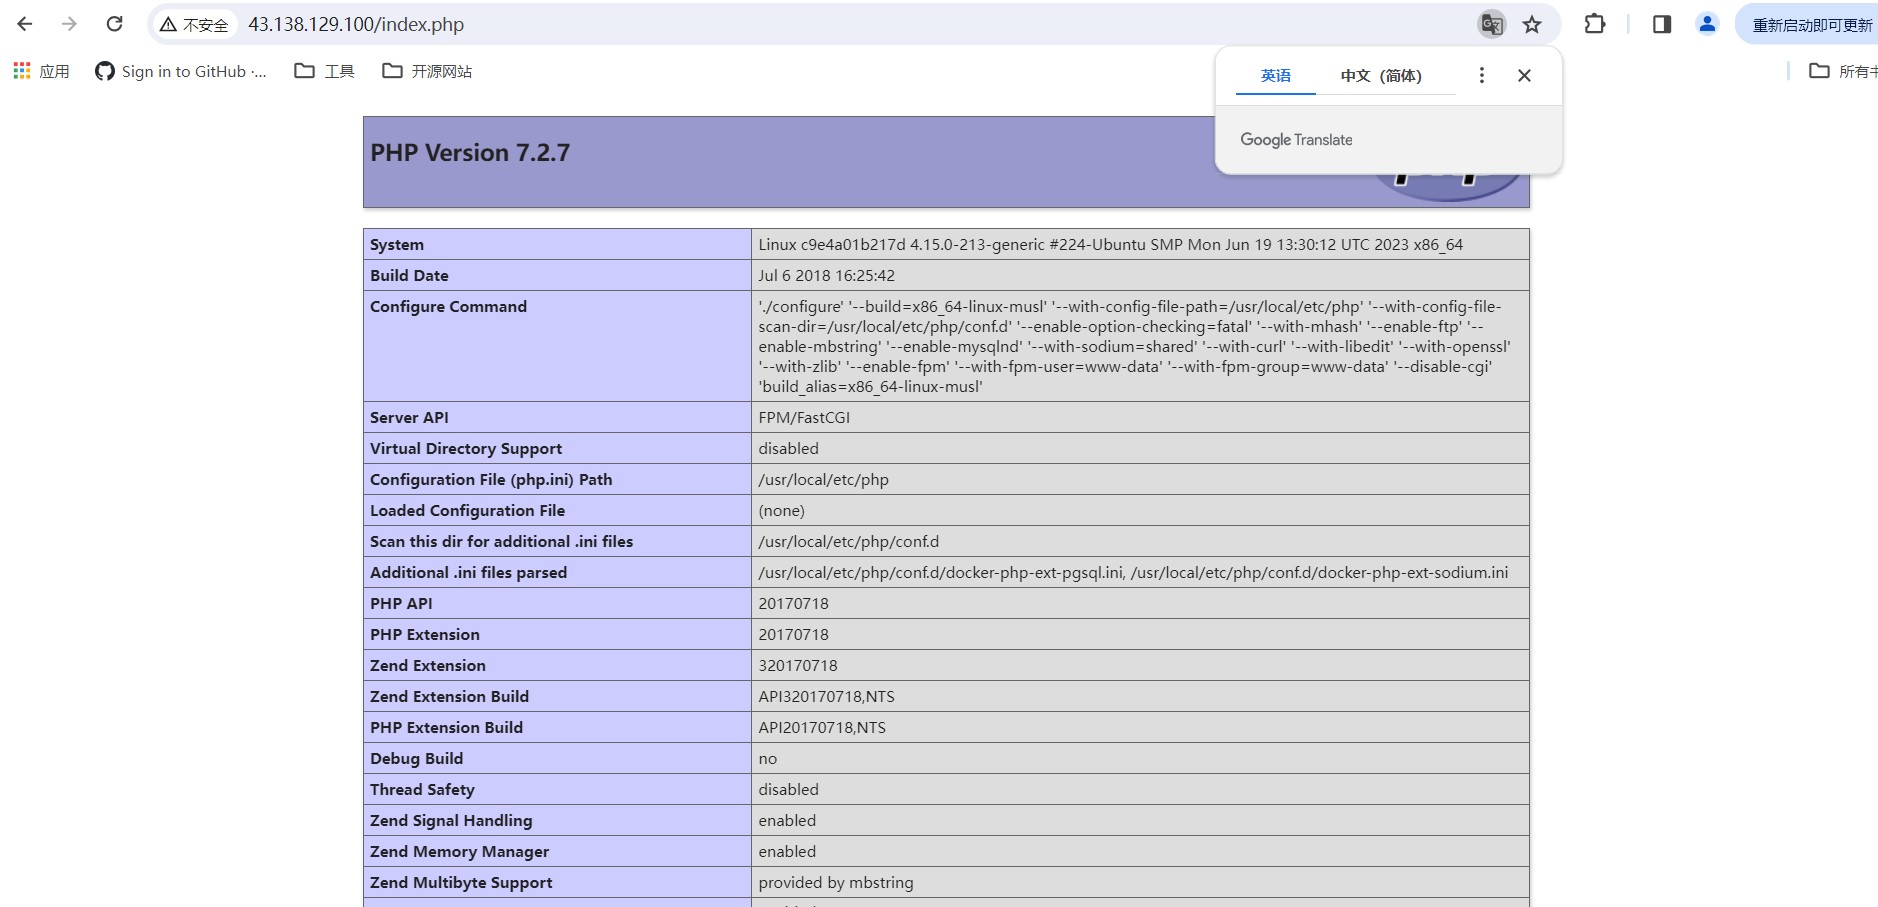 不安全 43.138.129.100/index.php 重新启动即可更新
应用 Sign in to GitHub ·... 工具 开源网站
英语 中文（简体）
Google Translate
PHP Version 7.2.7
System Linux c9e4a01b217d 4.15.0-213-generic #224-Ubuntu SMP Mon Jun 19 13:30:12 UTC 2023 x86_64
Build Date Jul 6 2018 16:25:42
Configure Command './configure' '--build=x86_64-linux-musl' '--with-config-file-path=/usr/local/etc/php' '--with-config-file-
scan-dir=/usr/local/etc/php/conf.d' '--enable-option-checking=fatal' '--with-mhash' '--enable-ftp' '--
enable-mbstring' '--enable-mysqlnd' '--with-sodium=shared' '--with-curl' '--with-libedit' '--with-openssl'
'--with-zlib' '--enable-fpm' '--with-fpm-user=www-data' '--with-fpm-group=www-data' '--disable-cgi'
'build_alias=x86_64-linux-musl'
Server API FPM/FastCGI
Virtual Directory Support disabled
Configuration File (php.ini) Path /usr/local/etc/php
Loaded Configuration File (none)
Scan this dir for additional .ini files /usr/local/etc/php/conf.d
Additional .ini files parsed /usr/local/etc/php/conf.d/docker-php-ext-pgsql.ini, /usr/local/etc/php/conf.d/docker-php-ext-sodium.ini
PHP API 20170718
PHP Extension 20170718
Zend Extension 320170718
Zend Extension Build API320170718,NTS
PHP Extension Build API20170718,NTS
Debug Build no
Thread Safety disabled
Zend Signal Handling enabled
Zend Memory Manager enabled
Zend Multibyte Support provided by mbstring